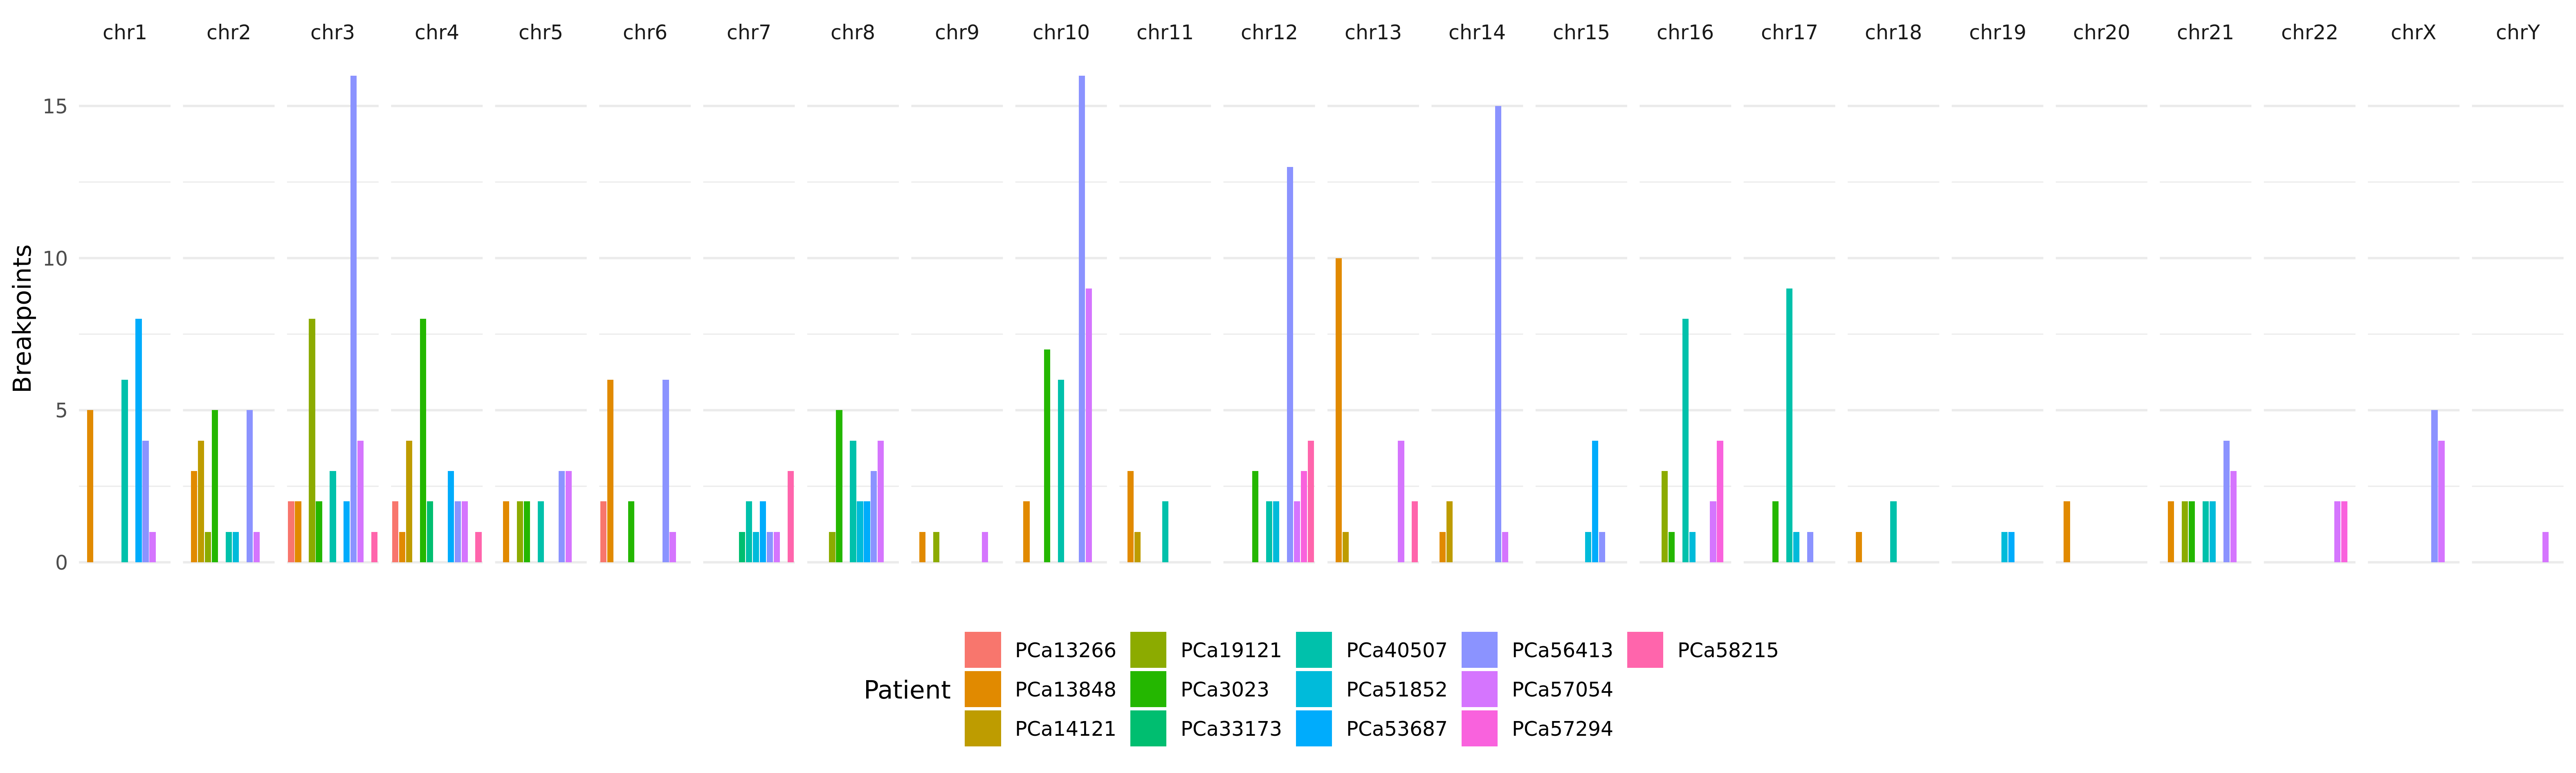 chr1 chr2 chr3 chr4 chr5 chr6 chr7 chr8 chr9 chr10 chr11 chr12 chr13 chr14 chr15 chr16 chr17 chr18 chr19 chr20 chr21 chr22 chrX chrY
15
10
5
0
Breakpoints
Patient
PCa13266 PCa19121 PCa40507 PCa56413 PCa58215
PCa13848 PCa3023 PCa51852 PCa57054
PCa14121 PCa33173 PCa53687 PCa57294